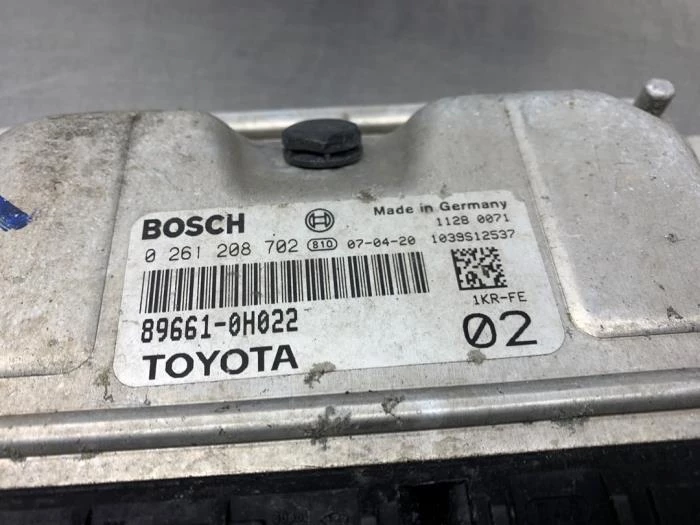 BOSCH Made in Germany
1128 0071
0 261 208 702 810 07-04-20 1039S12537
1KR-FE
89661-0H022 02
TOYOTA